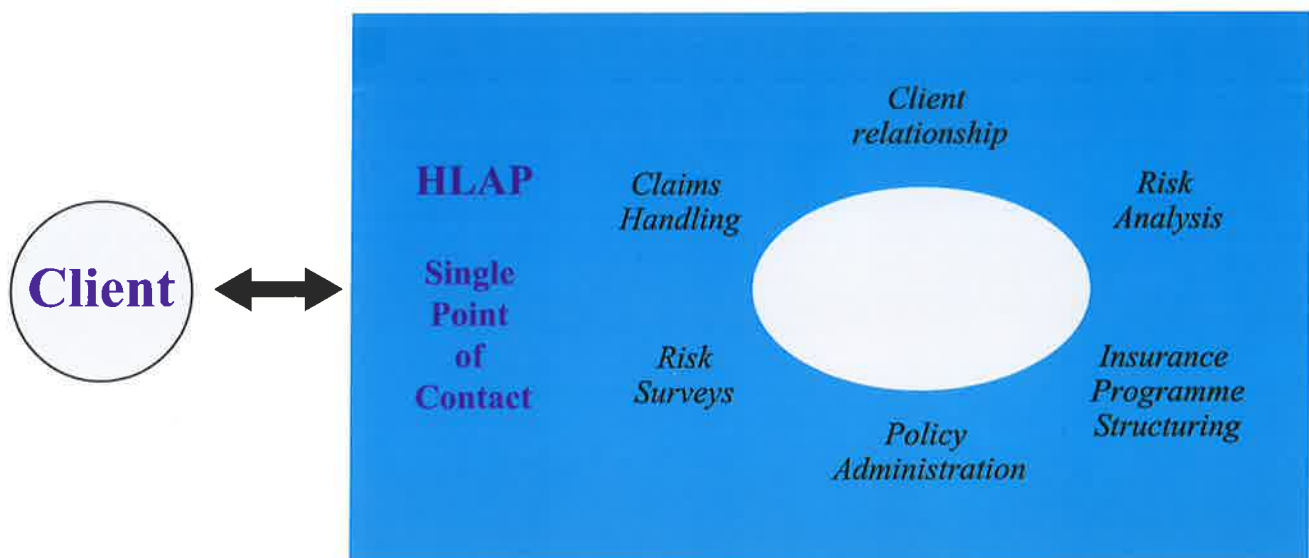 Client
HLAP
Single
Point
of
Contact
Client
relationship
Claims
Handling
Risk
Analysis
Risk
Surveys
Insurance
Programme
Structuring
Policy
Administration